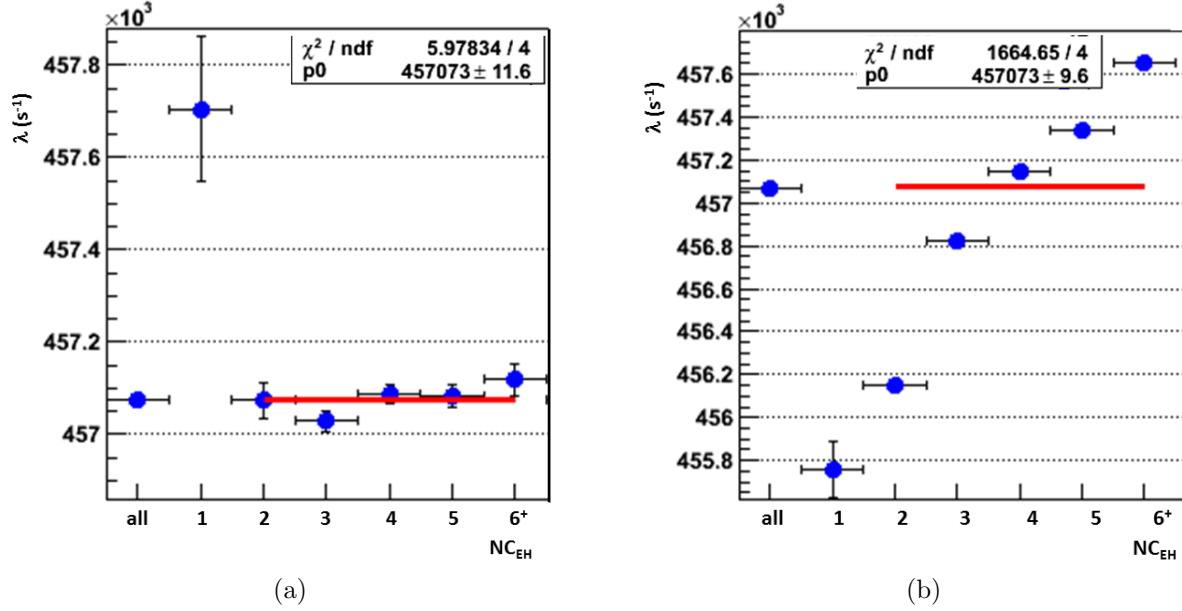 ×10³
χ² / ndf 5.97834 / 4
p0 457073 ± 11.6
λ (s⁻¹)
457.8
457.6
457.4
457.2
457
all 1 2 3 4 5 6⁺
NC_EH
(a)
×10³
χ² / ndf 1664.65 / 4
p0 457073 ± 9.6
λ (s⁻¹)
457.6
457.4
457.2
457
456.8
456.6
456.4
456.2
456
455.8
all 1 2 3 4 5 6⁺
NC_EH
(b)